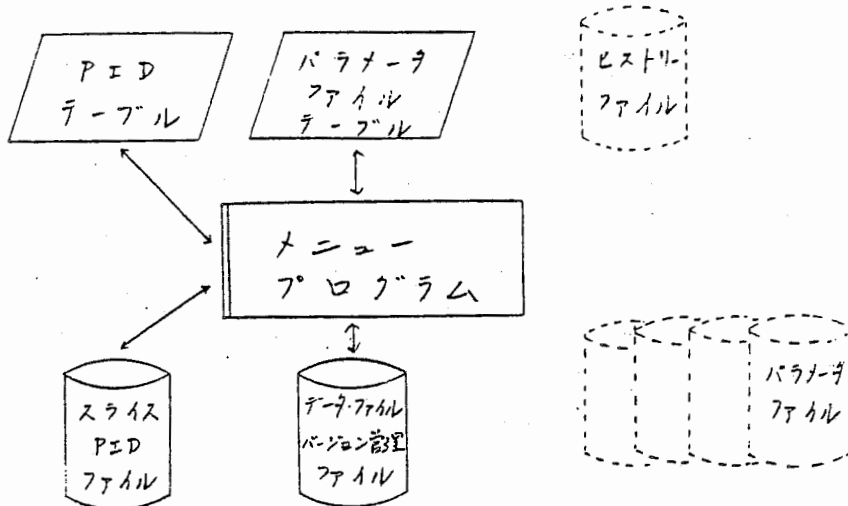 PID
テーブル
パラメータ
ファイル
テーブル
ヒストリー
ファイル
メニュー
プログラム
スライス
PID
ファイル
データ・ファイル
バージョン管理
ファイル
パラメータ
ファイル